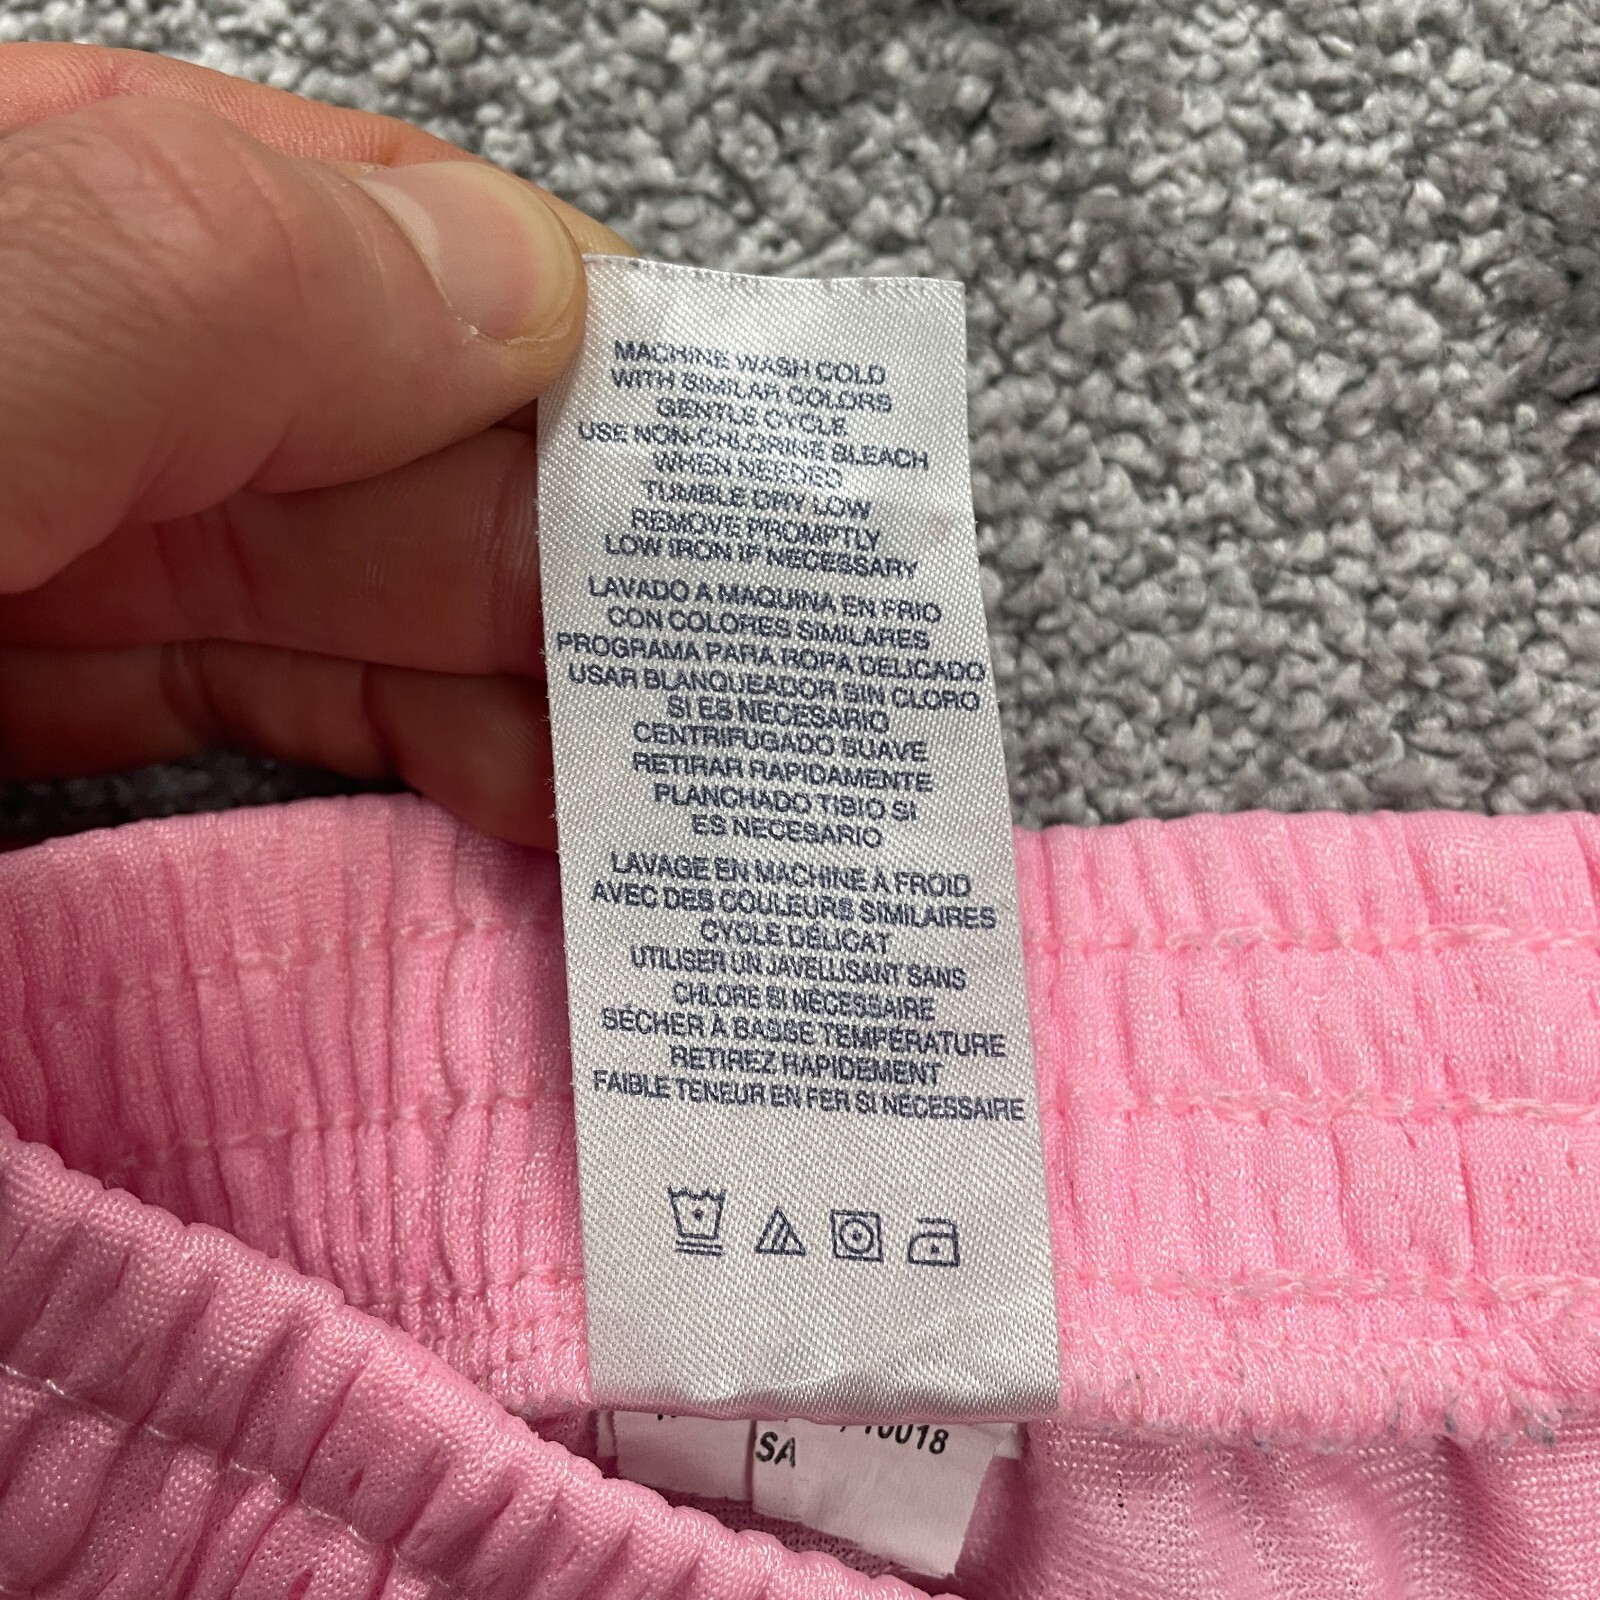 MACHINE WASH COLD
WITH SIMILAR COLORS
GENTLE CYCLE
USE NON-CHLORINE BLEACH
WHEN NEEDED
TUMBLE DRY LOW
REMOVE PROMPTLY
LOW IRON IF NECESSARY
LAVADO A MAQUINA EN FRIO
CON COLORES SIMILARES
PROGRAMA PARA ROPA DELICADO
USAR BLANQUEADOR SIN CLORO
SI ES NECESARIO
CENTRIFUGADO SUAVE
RETIRAR RAPIDAMENTE
PLANCHADO TIBIO SI
ES NECESARIO
LAVAGE EN MACHINE À FROID
AVEC DES COULEURS SIMILAIRES
CYCLE DÉLICAT
UTILISER UN JAVELLISANT SANS
CHLORE SI NÉCESSAIRE
SÉCHER À BASSE TEMPÉRATURE
RETIREZ RAPIDEMENT
FAIBLE TENEUR EN FER SI NÉCESSAIRE
10018
SA